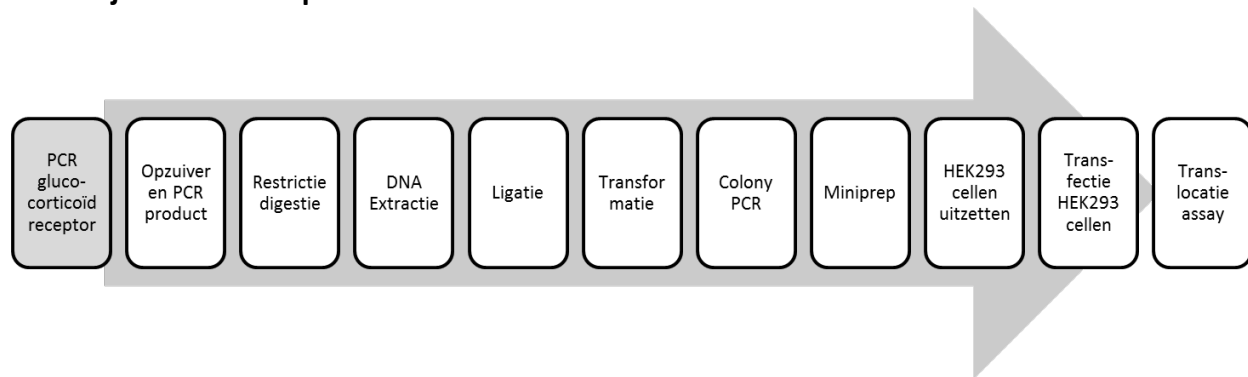 PCR
gluco-
corticoïd
receptor
Opzuiver
en PCR
product
Restrictie
digestie
DNA
Extractie
Ligatie
Transfor
matie
Colony
PCR
Miniprep
HEK293
cellen
uitzetten
Trans-
fectie
HEK293
cellen
Trans-
locatie
assay